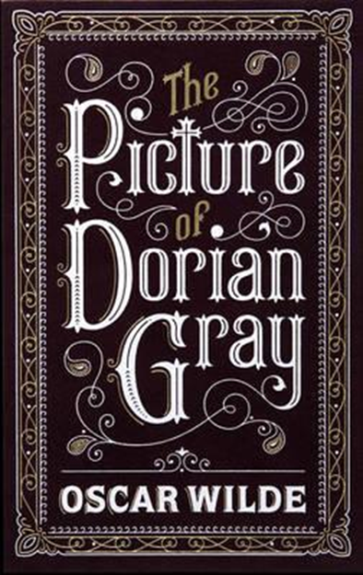 The
Picture
of
Dorian
Gray
OSCAR WILDE